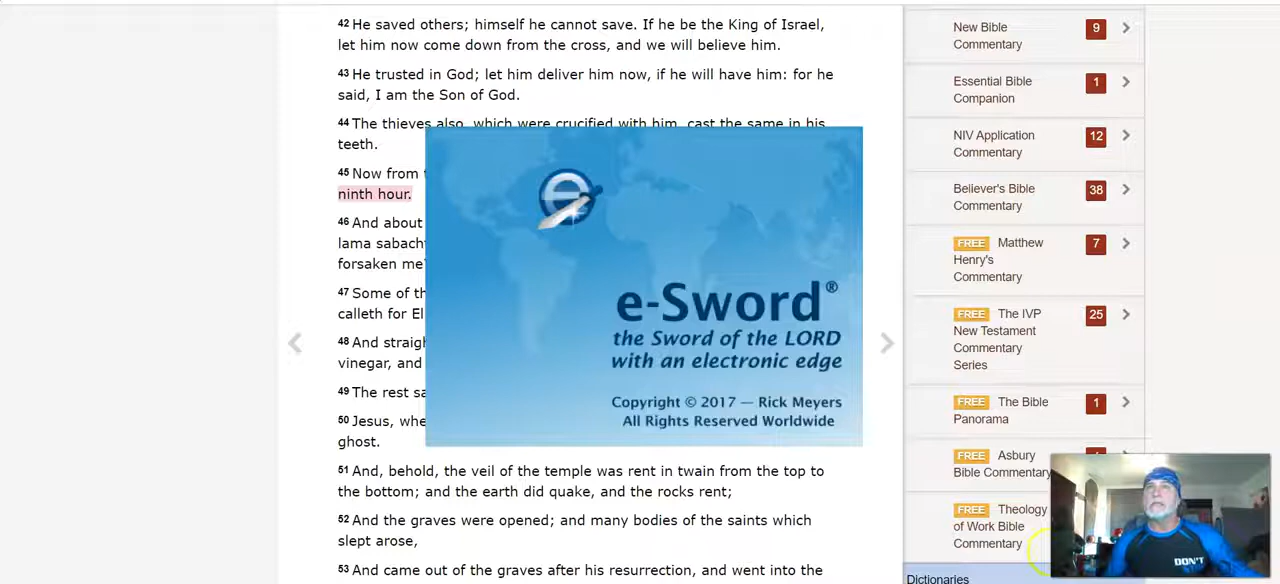 42 He saved others; himself he cannot save. If he be the King of Israel,
let him now come down from the cross, and we will believe him.
43 He trusted in God; let him deliver him now, if he will have him: for he
said, I am the Son of God.
44 The thieves also, which were crucified with him, cast the same in his
teeth.
45 Now from
ninth hour.
46 And about
lama
forsaken me
47 Some of
calleth for
48 And
vinegar, and
49 The rest
50 Jesus,
ghost.
51 And, behold, the veil of the temple was rent in twain from the top to
the bottom; and the earth did quake, and the rocks rent;
52 And the graves were opened; and many bodies of the saints which
slept arose,
53 And came out of the graves after his resurrection, and went into the
e
e-Sword®
the Sword of the LORD
with an electronic edge
Copyright © 2017 — Rick Meyers
All Rights Reserved Worldwide
New Bible
Commentary
9
Essential Bible
Companion
1
NIV Application
Commentary
12
Believer's Bible
Commentary
38
FREE Matthew
Henry's
Commentary
7
FREE The IVP
New Testament
Commentary
Series
25
FREE The Bible
Panorama
1
FREE Asbury
Bible Commentary
FREE Theology
of Work Bible
Commentary
Dictionaries
DON'T